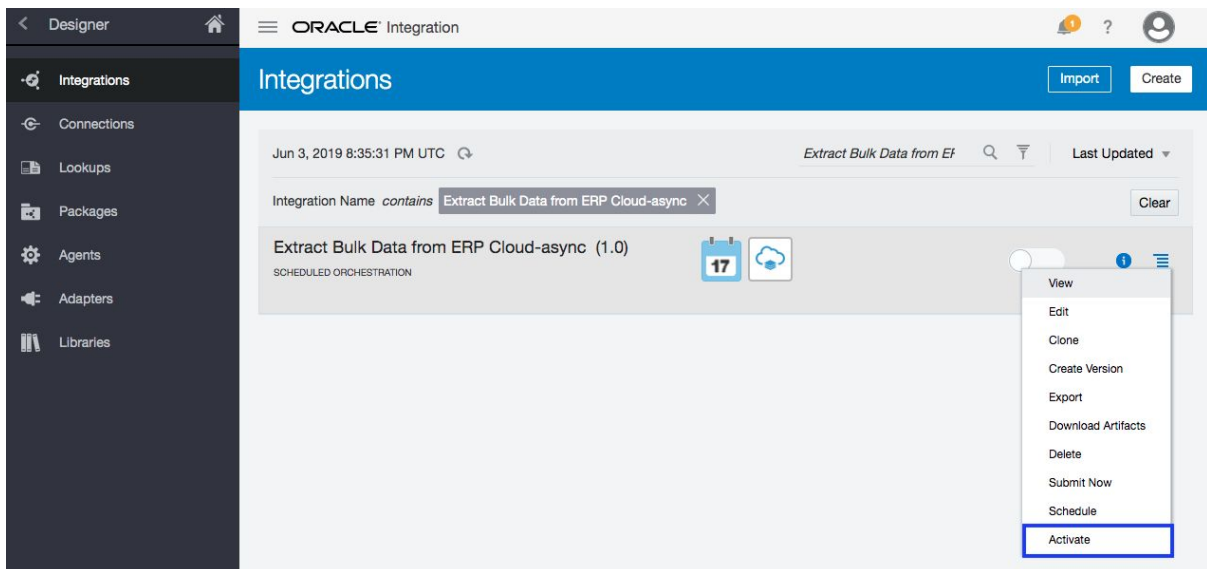 Designer
ORACLE Integration
1
?
Integrations
Connections
Lookups
Packages
Agents
Adapters
Libraries
Integrations
Import
Create
Jun 3, 2019 8:35:31 PM UTC
Extract Bulk Data from EF
Last Updated
Integration Name contains Extract Bulk Data from ERP Cloud-async
Clear
Extract Bulk Data from ERP Cloud-async (1.0)
SCHEDULED ORCHESTRATION
17
View
Edit
Clone
Create Version
Export
Download Artifacts
Delete
Submit Now
Schedule
Activate